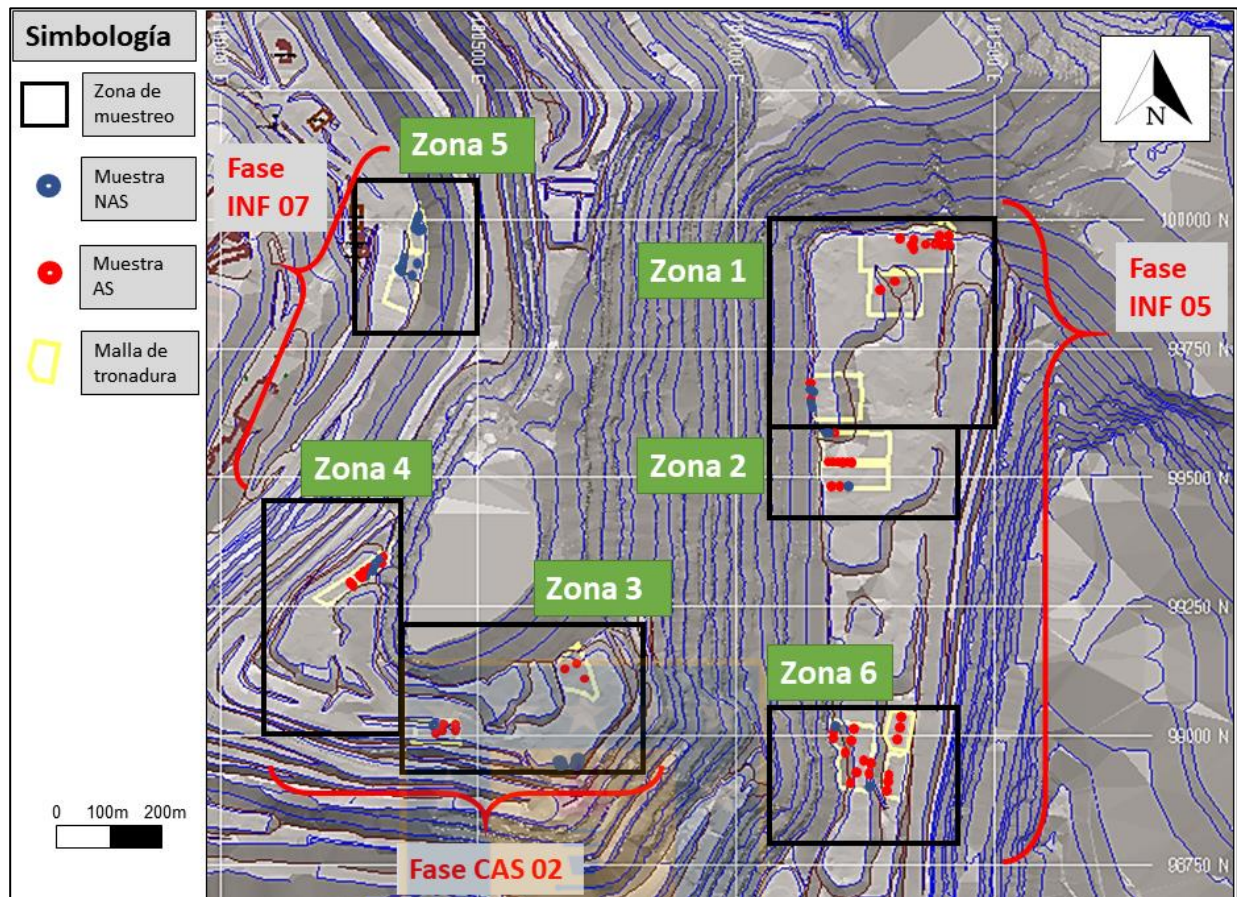 Simbología
Zona de
muestreo
Muestra
NAS
Muestra
AS
Malla de
tronadura
0 100m 200m
N
Zona 5
Fase
INF 07
Zona 1
Fase
INF 05
99750 N
Zona 2
Zona 4
99500 N
Zona 3
99250 N
Zona 6
99000 N
98750 N
Fase CAS 02